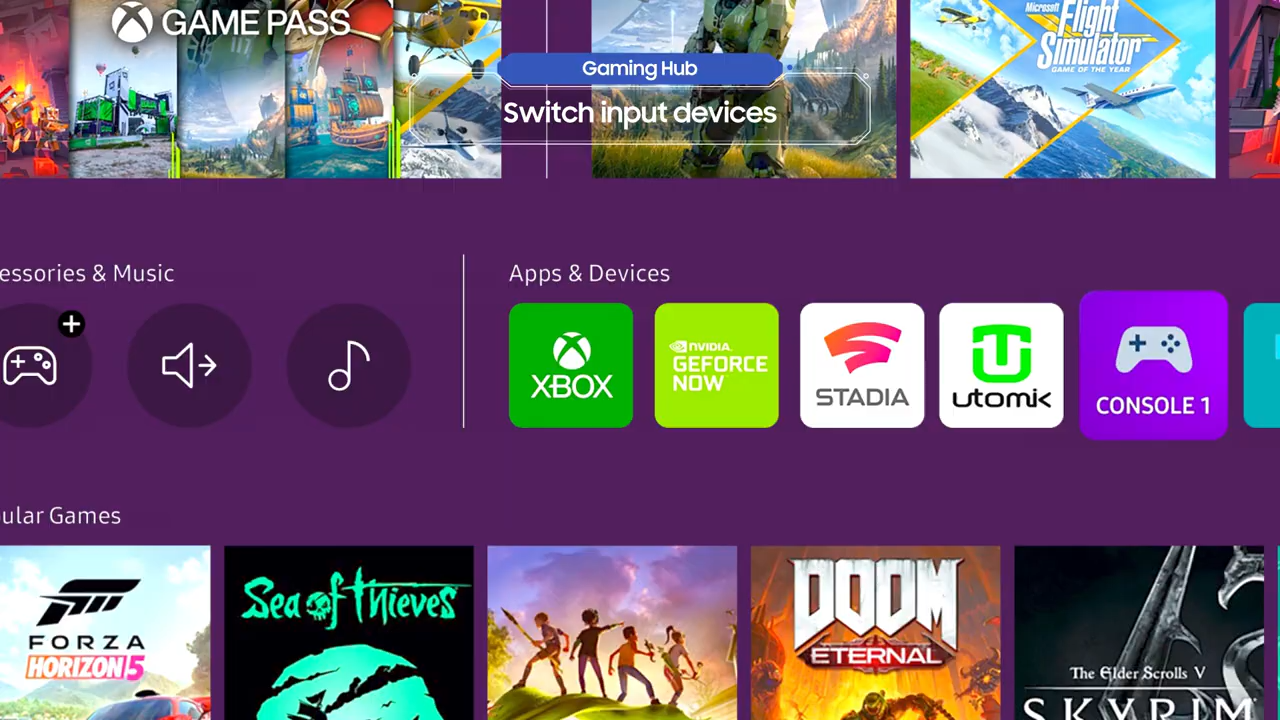 XBOX GAME PASS
Microsoft
Flight
Simulator
GAME OF THE YEAR
Gaming Hub
Switch input devices
essories & Music
Apps & Devices
XBOX
NVIDIA.
GEFORCE
NOW
STADIA
utomik
CONSOLE 1
ular Games
FORZA
HORIZON 5
Sea of Thieves
DOOM
ETERNAL
The Elder Scrolls V
SKYRIM
117